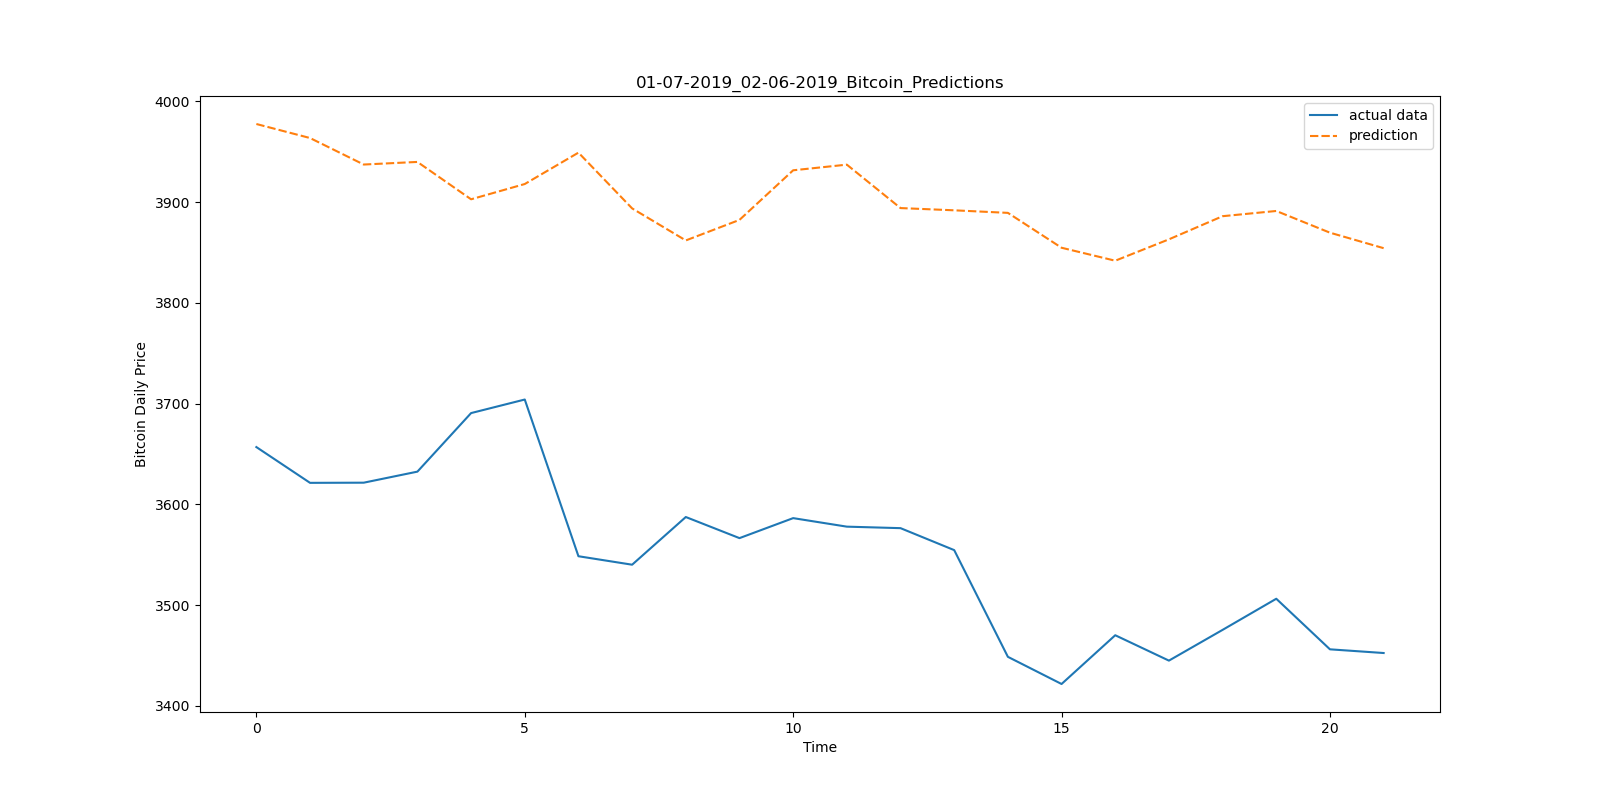 01-07-2019_02-06-2019_Bitcoin_Predictions
4000
3900
3800
3700
3600
3500
3400
Bitcoin Daily Price
actual data
prediction
0 5 10 15 20
Time